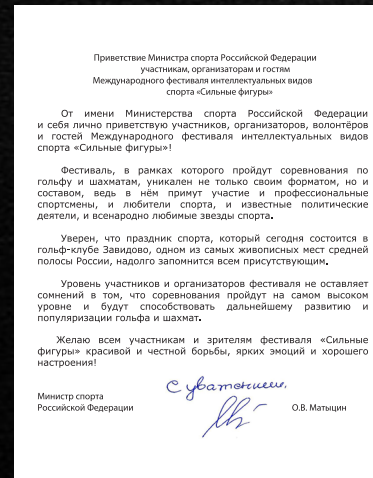 Приветствие Министра спорта Российской Федерации
участникам, организаторам и гостям
Международного фестиваля интеллектуальных видов
спорта «Сильные фигуры»
От имени Министерства спорта Российской Федерации
и себя лично приветствую участников, организаторов, волонтёров
и гостей Международного фестиваля интеллектуальных видов
спорта «Сильные фигуры»!
Фестиваль, в рамках которого пройдут соревнования по
гольфу и шахматам, уникален не только своим форматом, но и
составом, ведь в нём примут участие и профессиональные
спортсмены, и любители спорта, и известные политические
деятели, и всенародно любимые звезды спорта.
Уверен, что праздник спорта, который сегодня состоится в
гольф-клубе Завидово, одном из самых живописных мест средней
полосы России, надолго запомнится всем присутствующим.
Уровень участников и организаторов фестиваля не оставляет
сомнений в том, что соревнования пройдут на самом высоком
уровне и будут способствовать дальнейшему развитию и
популяризации гольфа и шахмат.
Желаю всем участникам и зрителям фестиваля «Сильные
фигуры» красивой и честной борьбы, ярких эмоций и хорошего
настроения!
С уважением,
Министр спорта
Российской Федерации О.В. Матыцин